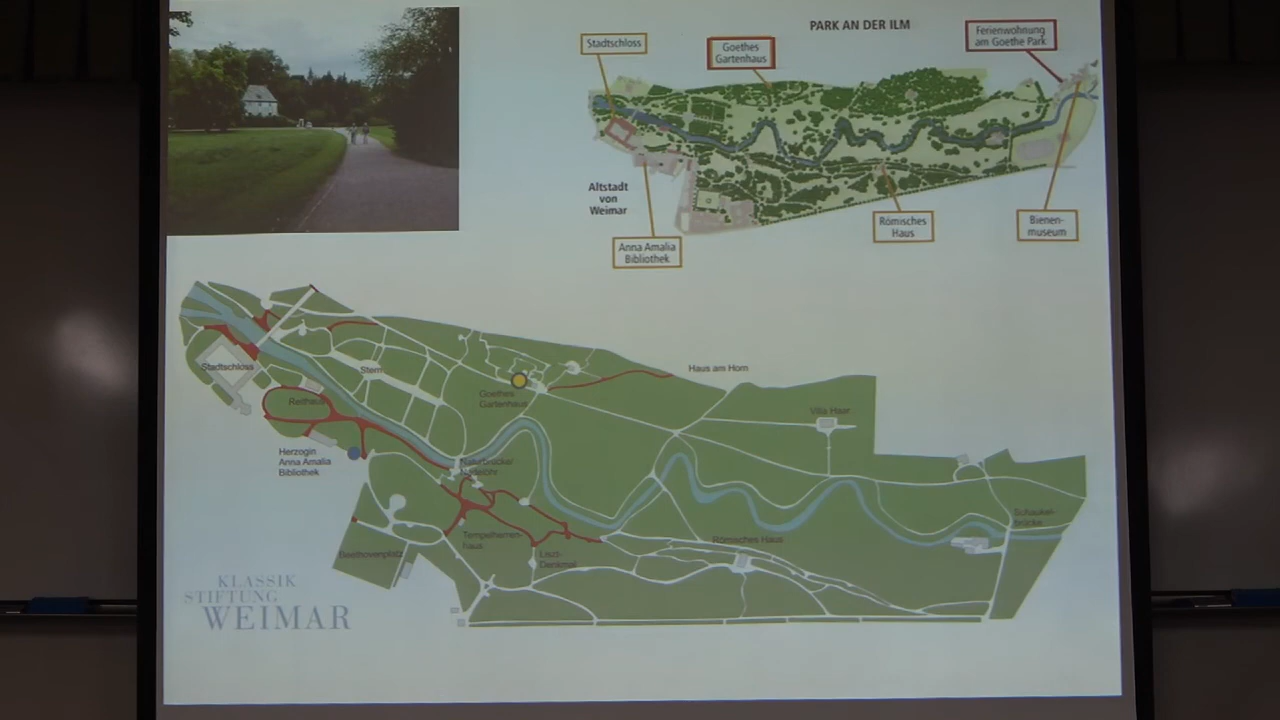 PARK AN DER ILM
Stadtschloss
Goethes
Gartenhaus
Ferienwohnung
am Goethe Park
Altstadt
von
Weimar
Anna Amalia
Bibliothek
Römisches
Haus
Bienen-
museum
Stadtschloss
Stern
Reithaus
Goethes
Gartenhaus
Haus am Horn
Villa Haar
Herzogin
Anna Amalia
Bibliothek
Tempelherren-
haus
Liszt-
Denkmal
Römisches Haus
Schaukel-
brücke
Beethovenplatz
KLASSIK
STIFTUNG
WEIMAR